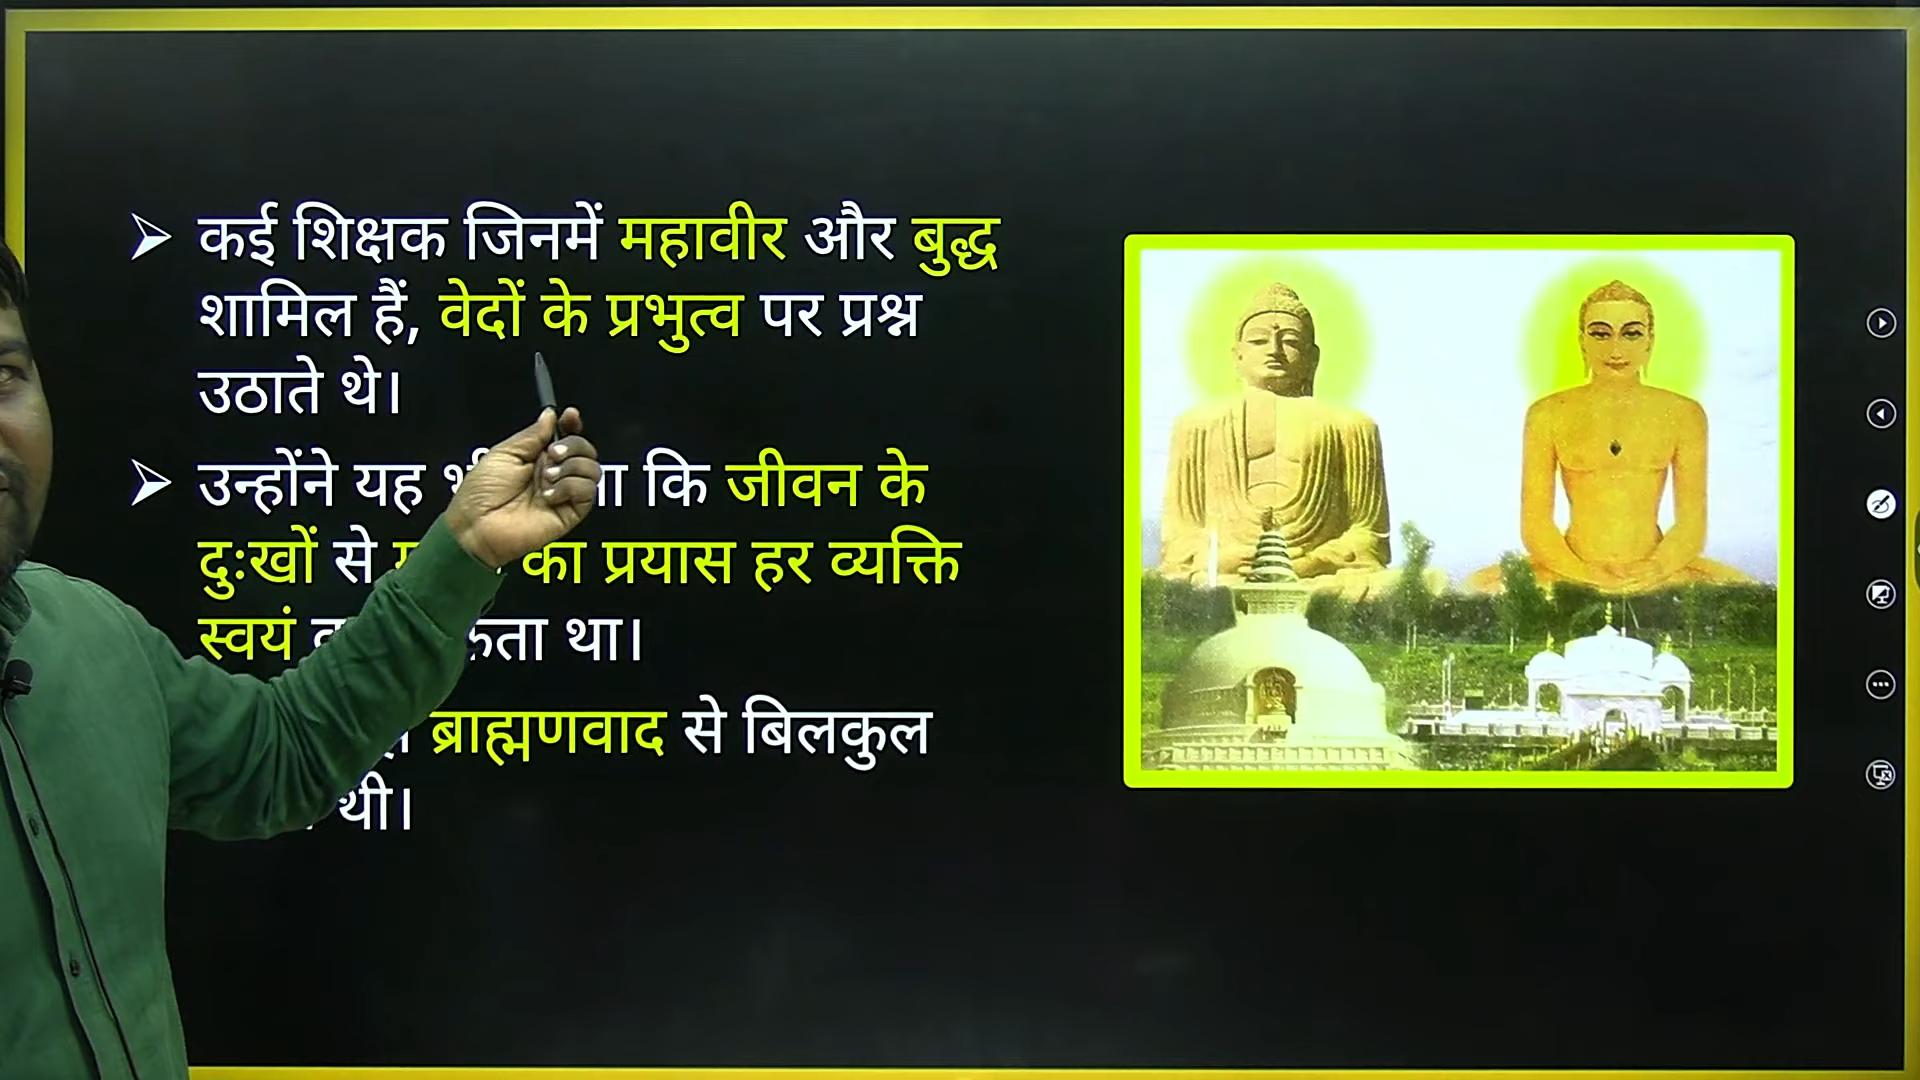 कई शिक्षक जिनमें महावीर और बुद्ध
शामिल हैं, वेदों के प्रभुत्व पर प्रश्न
उठाते थे।
उन्होंने यह कि जीवन के
दुःखों से का प्रयास हर व्यक्ति
स्वयं था।
ब्राह्मणवाद से बिलकुल
थी।